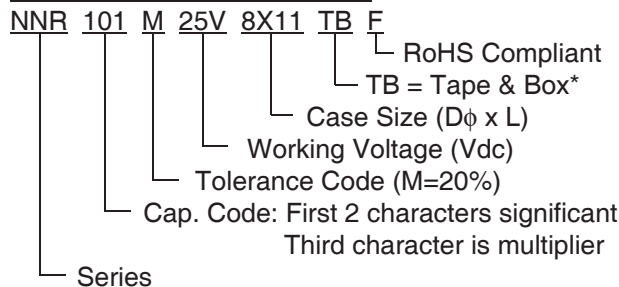 NNR 101 M 25V 8X11 TB F
RoHS Compliant
TB = Tape & Box*
Case Size (Dϕ x L)
Working Voltage (Vdc)
Tolerance Code (M=20%)
Cap. Code: First 2 characters significant
Third character is multiplier
Series